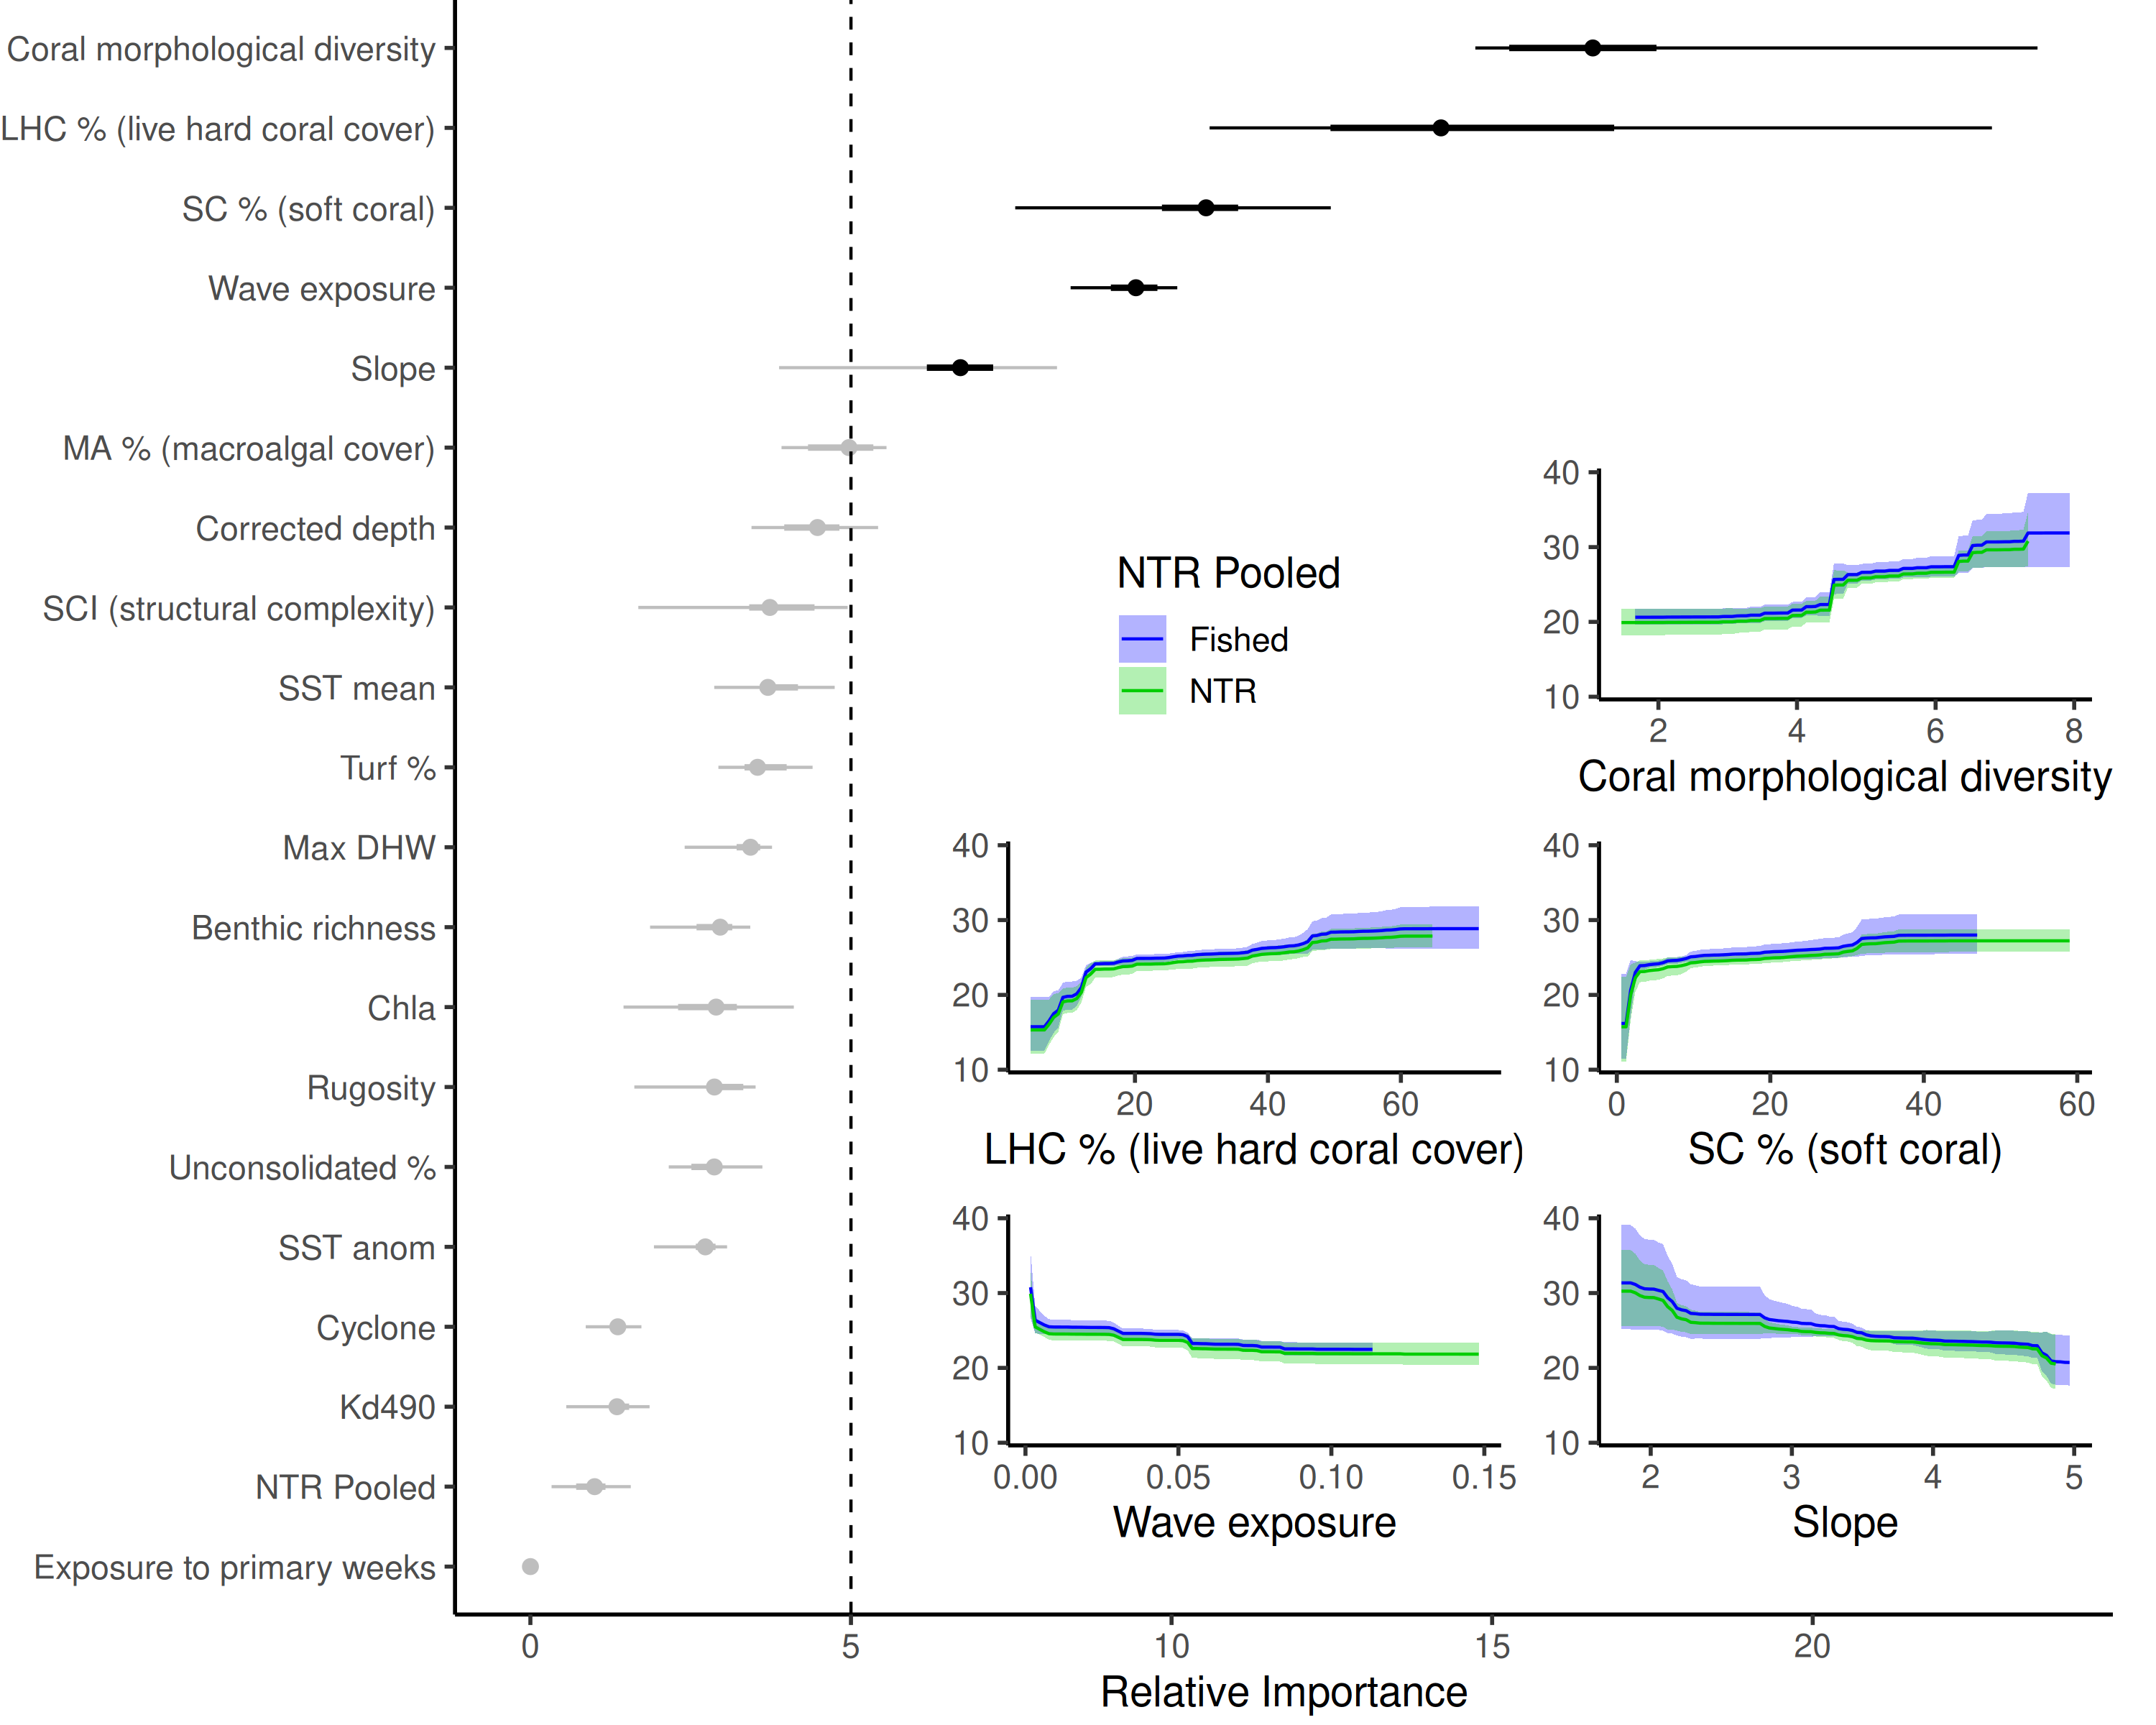 Coral morphological diversity
LHC % (live hard coral cover)
SC % (soft coral)
Wave exposure
Slope
MA % (macroalgal cover)
Corrected depth
SCI (structural complexity)
SST mean
Turf %
Max DHW
Benthic richness
Chla
Rugosity
Unconsolidated %
SST anom
Cyclone
Kd490
NTR Pooled
Exposure to primary weeks
0 5 10 15 20
Relative Importance
NTR Pooled
Fished
NTR
40
30
20
10
2 4 6 8
Coral morphological diversity
40
30
20
10
20 40 60
LHC % (live hard coral cover)
40
30
20
10
0 20 40 60
SC % (soft coral)
40
30
20
10
0.00 0.05 0.10 0.15
Wave exposure
40
30
20
10
2 3 4 5
Slope